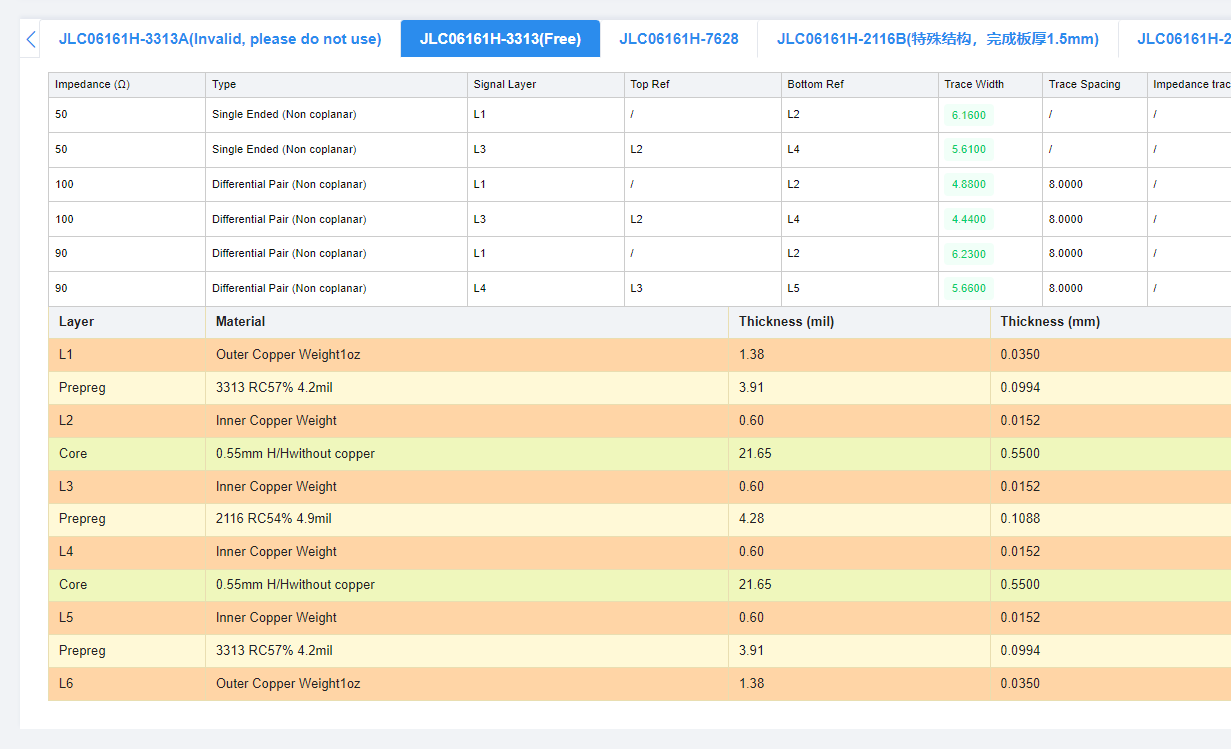 JLC06161H-3313A(Invalid, please do not use) JLC06161H-3313(Free) JLC06161H-7628 JLC06161H-2116B(特殊结构，完成板厚1.5mm) JLC06161H-2
Impedance (Ω) Type Signal Layer Top Ref Bottom Ref Trace Width Trace Spacing Impedance trac
50 Single Ended (Non coplanar) L1 / L2 6.1600 / /
50 Single Ended (Non coplanar) L3 L2 L4 5.6100 / /
100 Differential Pair (Non coplanar) L1 / L2 4.8800 8.0000 /
100 Differential Pair (Non coplanar) L3 L2 L4 4.4400 8.0000 /
90 Differential Pair (Non coplanar) L1 / L2 6.2300 8.0000 /
90 Differential Pair (Non coplanar) L4 L3 L5 5.6600 8.0000 /
Layer Material Thickness (mil) Thickness (mm)
L1 Outer Copper Weight1oz 1.38 0.0350
Prepreg 3313 RC57% 4.2mil 3.91 0.0994
L2 Inner Copper Weight 0.60 0.0152
Core 0.55mm H/Hwithout copper 21.65 0.5500
L3 Inner Copper Weight 0.60 0.0152
Prepreg 2116 RC54% 4.9mil 4.28 0.1088
L4 Inner Copper Weight 0.60 0.0152
Core 0.55mm H/Hwithout copper 21.65 0.5500
L5 Inner Copper Weight 0.60 0.0152
Prepreg 3313 RC57% 4.2mil 3.91 0.0994
L6 Outer Copper Weight1oz 1.38 0.0350